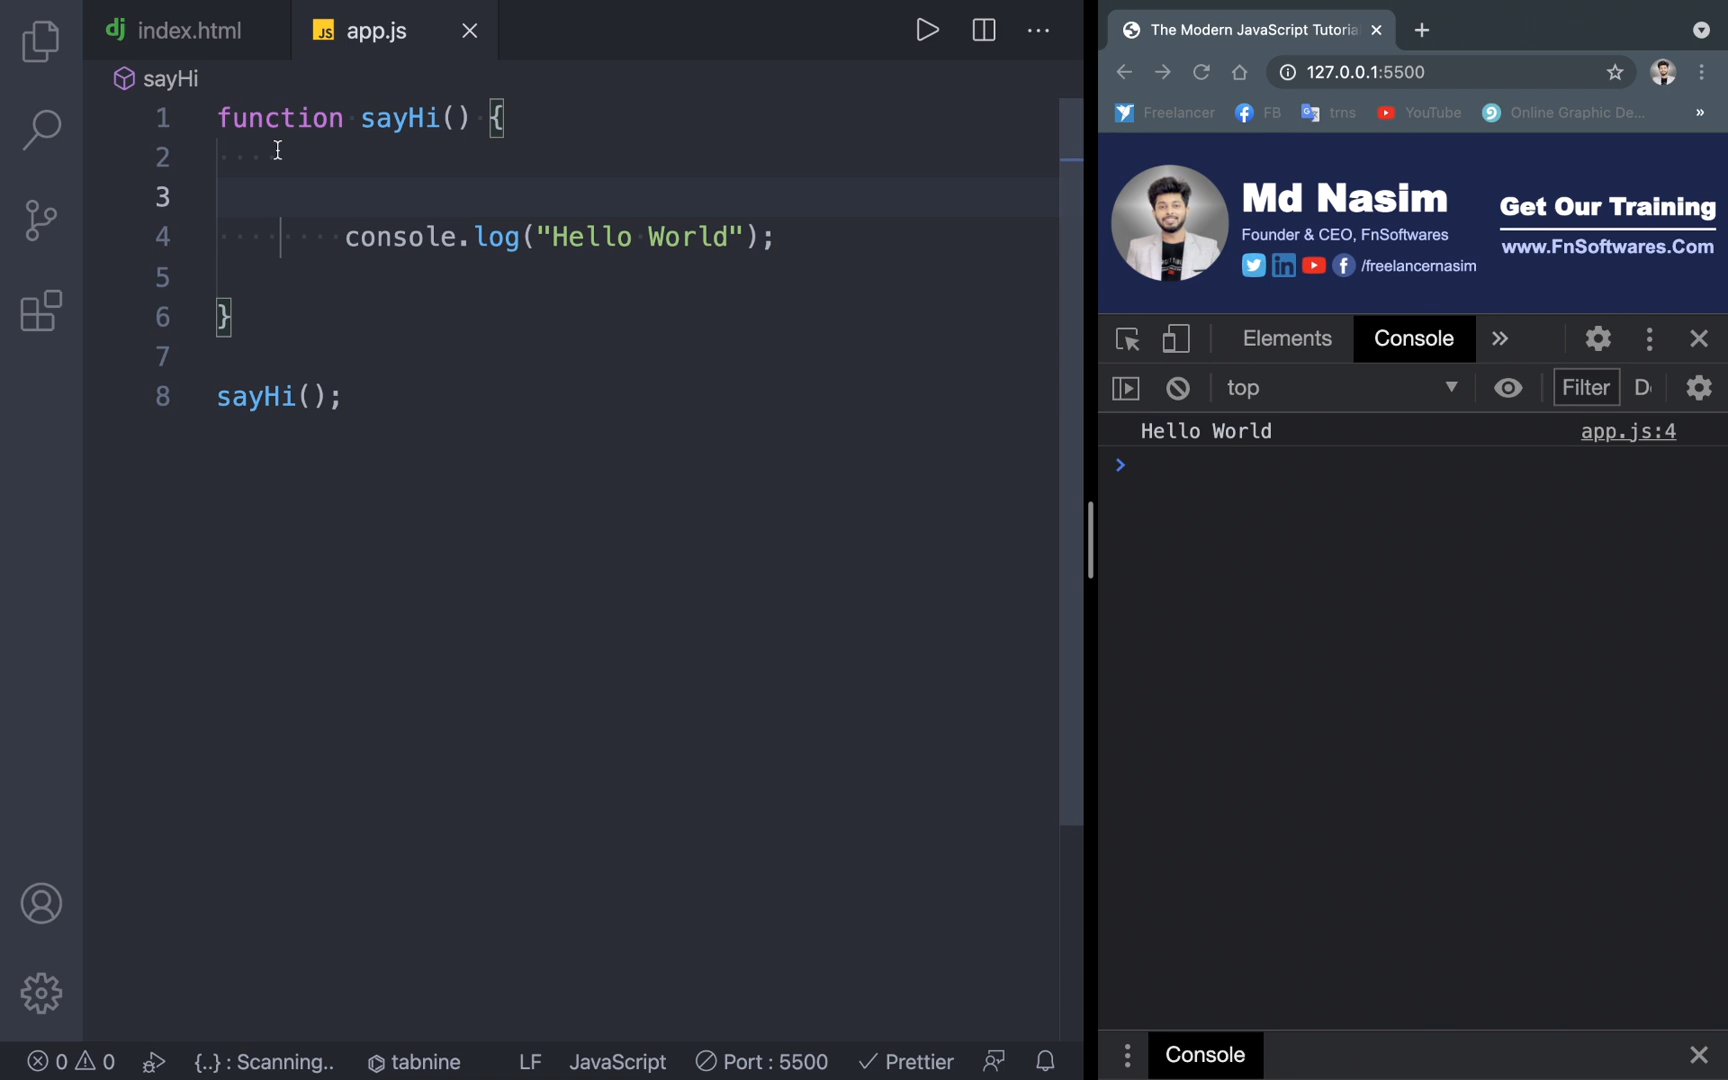 dj index.html
JS app.js
sayHi
1 function sayHi() {
2
3
4 console.log("Hello World");
5
6 }
7
8 sayHi();
0 0 {..} : Scanning.. tabnine LF JavaScript Port : 5500 Prettier
The Modern JavaScript Tutoria
127.0.0.1:5500
Freelancer FB trns YouTube Online Graphic De... »
Md Nasim
Founder & CEO, FnSoftwares
/freelancernasim
Get Our Training
www.FnSoftwares.Com
Elements Console
top Filter D
Hello World app.js:4
Console